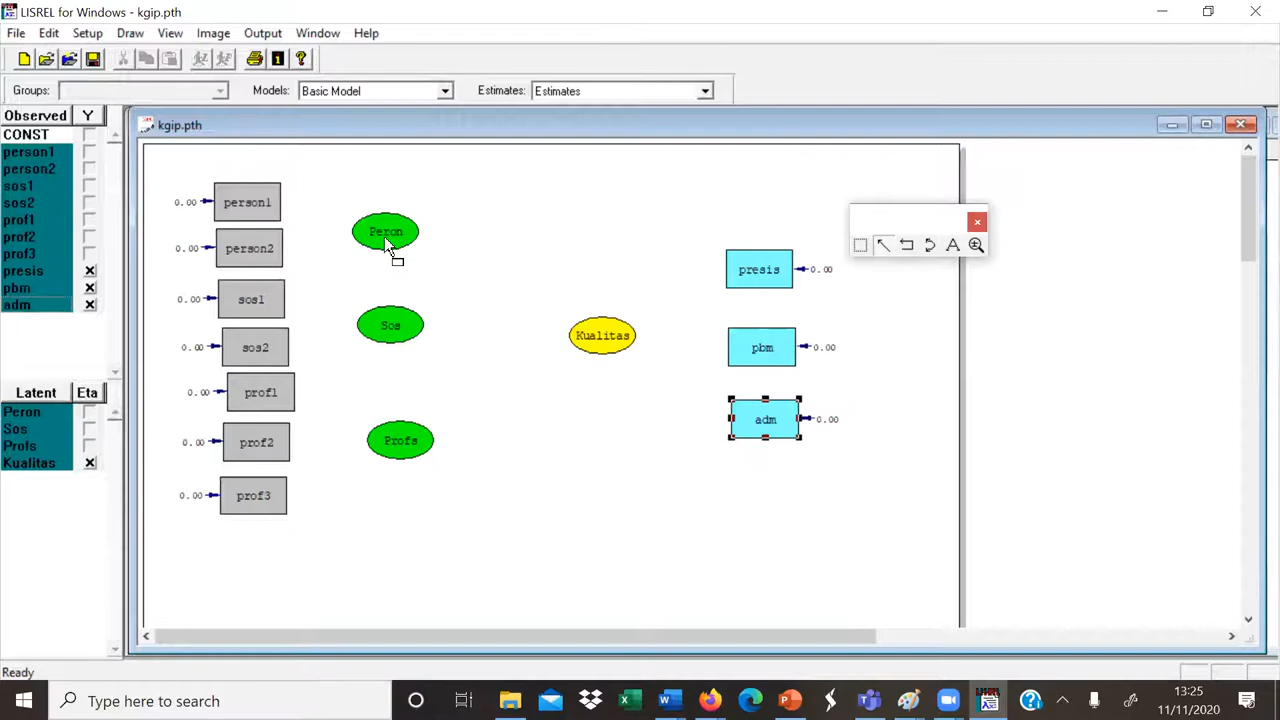 LISREL for Windows - kgip.pth
File Edit Setup Draw View Image Output Window Help
Groups: Models: Basic Model Estimates: Estimates
Observed Y
CONST
person1
person2
sos1
sos2
prof1
prof2
prof3
presis
pbm
adm
Latent Eta
Peron
Sos
Profs
Kualitas
kgip.pth
0.00 person1
0.00 person2
0.00 sos1
0.00 sos2
0.00 prof1
0.00 prof2
0.00 prof3
Peron
Sos
Profs
Kualitas
presis 0.00
pbm 0.00
adm 0.00
A
Ready
Type here to search
13:25
11/11/2020